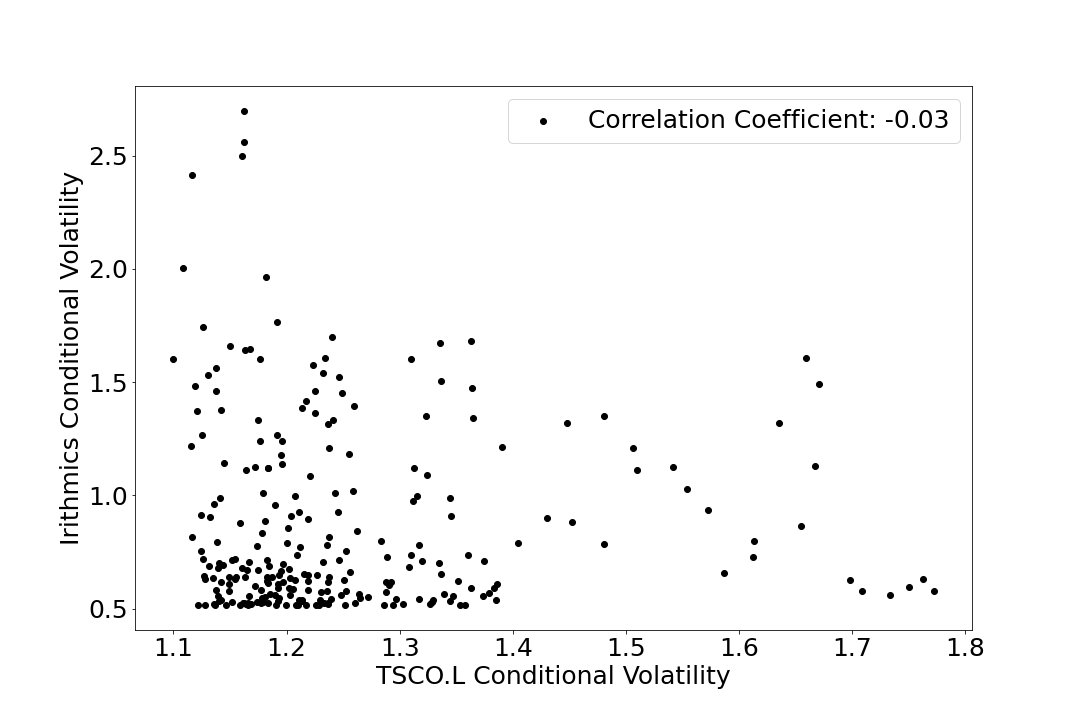 Correlation Coefficient: -0.03
Irithmics Conditional Volatility
2.5
2.0
1.5
1.0
0.5
1.1 1.2 1.3 1.4 1.5 1.6 1.7 1.8
TSCO.L Conditional Volatility